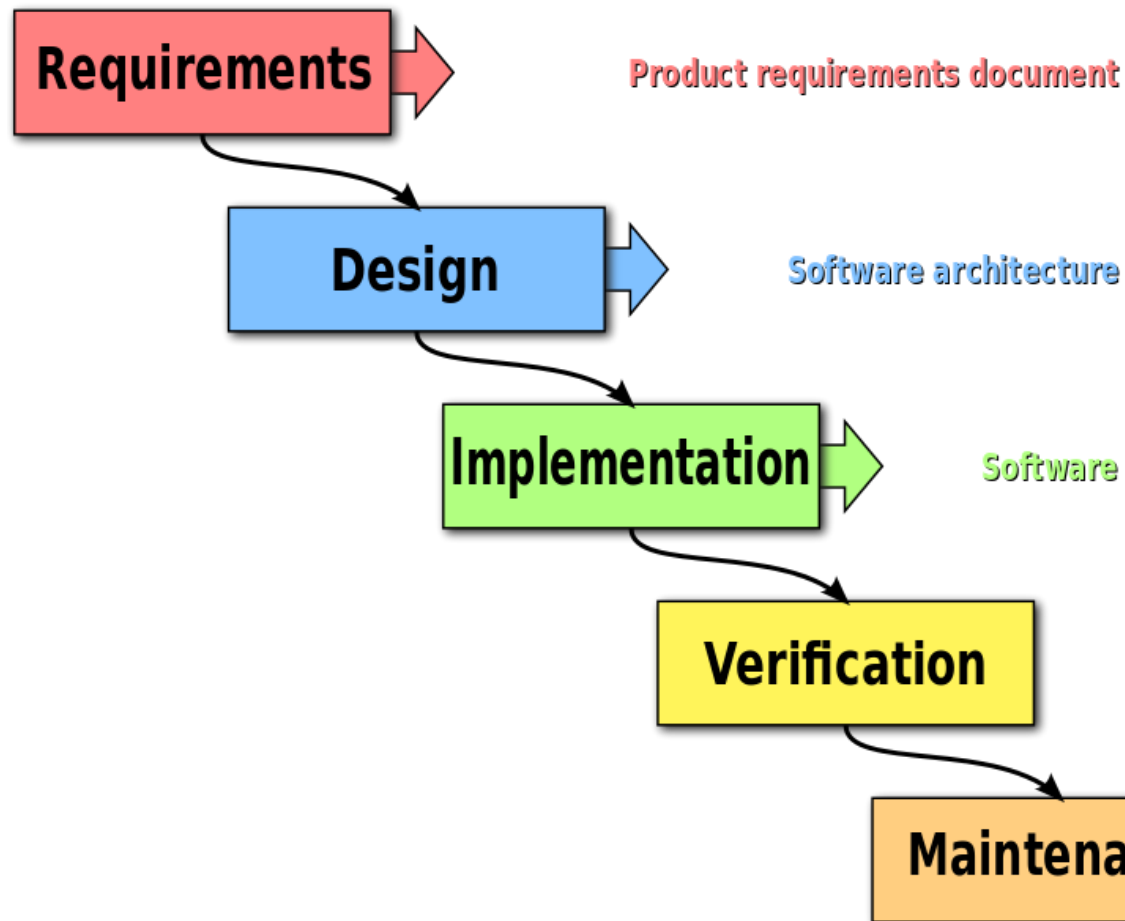 Requirements
Product requirements document
Design
Software architecture
Implementation
Software
Verification
Maintena